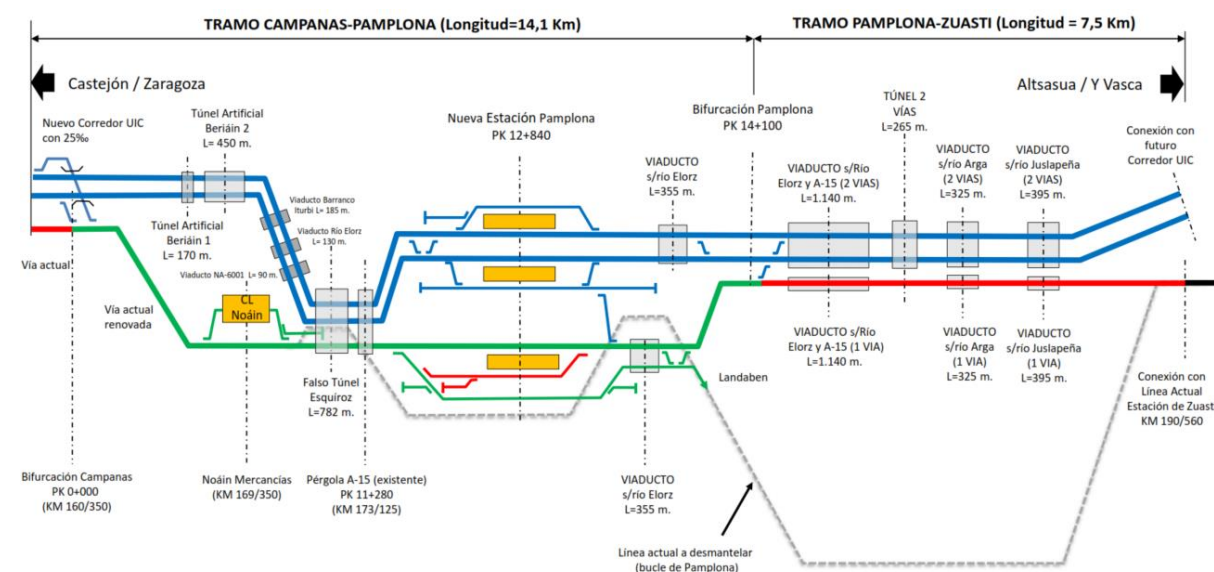 TRAMO CAMPANAS-PAMPLONA (Longitud=14,1 Km)
TRAMO PAMPLONA-ZUASTI (Longitud = 7,5 Km)
Castejón / Zaragoza
Altsasua / Y Vasca
Nuevo Corredor UIC
con 25‰
Túnel Artificial
Beriáin 2
L= 450 m.
Nueva Estación Pamplona
PK 12+840
Bifurcación Pamplona
PK 14+100
TÚNEL 2
VÍAS
L=265 m.
Conexión con
futuro
Corredor UIC
VIADUCTO
s/río Elorz
L=355 m.
VIADUCTO s/Río
Elorz y A-15 (2 VIAS)
L=1.140 m.
VIADUCTO
s/río Arga
(2 VIAS)
L=325 m.
VIADUCTO
s/río Juslapeña
(2 VIAS)
L=395 m.
Viaducto Barranco
Iturbi L= 185 m.
Túnel Artificial
Beriáin 1
L= 170 m.
Viaducto Río Elorz
L= 130 m.
Viaducto NA-6001 L= 90 m.
Vía actual
Vía actual
renovada
CL
Noáin
Falso Túnel
Esquíroz
L=782 m.
Landaben
VIADUCTO s/Río
Elorz y A-15 (1 VIA)
L=1.140 m.
VIADUCTO
s/río Arga
(1 VIA)
L=325 m.
VIADUCTO
s/río Juslapeña
(1 VIA)
L=395 m.
Conexión con
Línea Actual
Estación de Zuast
KM 190/560
Bifurcación Campanas
PK 0+000
(KM 160/350)
Noáin Mercancías
(KM 169/350)
Pérgola A-15 (existente)
PK 11+280
(KM 173/125)
VIADUCTO
s/río Elorz
L=355 m.
Línea actual a desmantelar
(bucle de Pamplona)